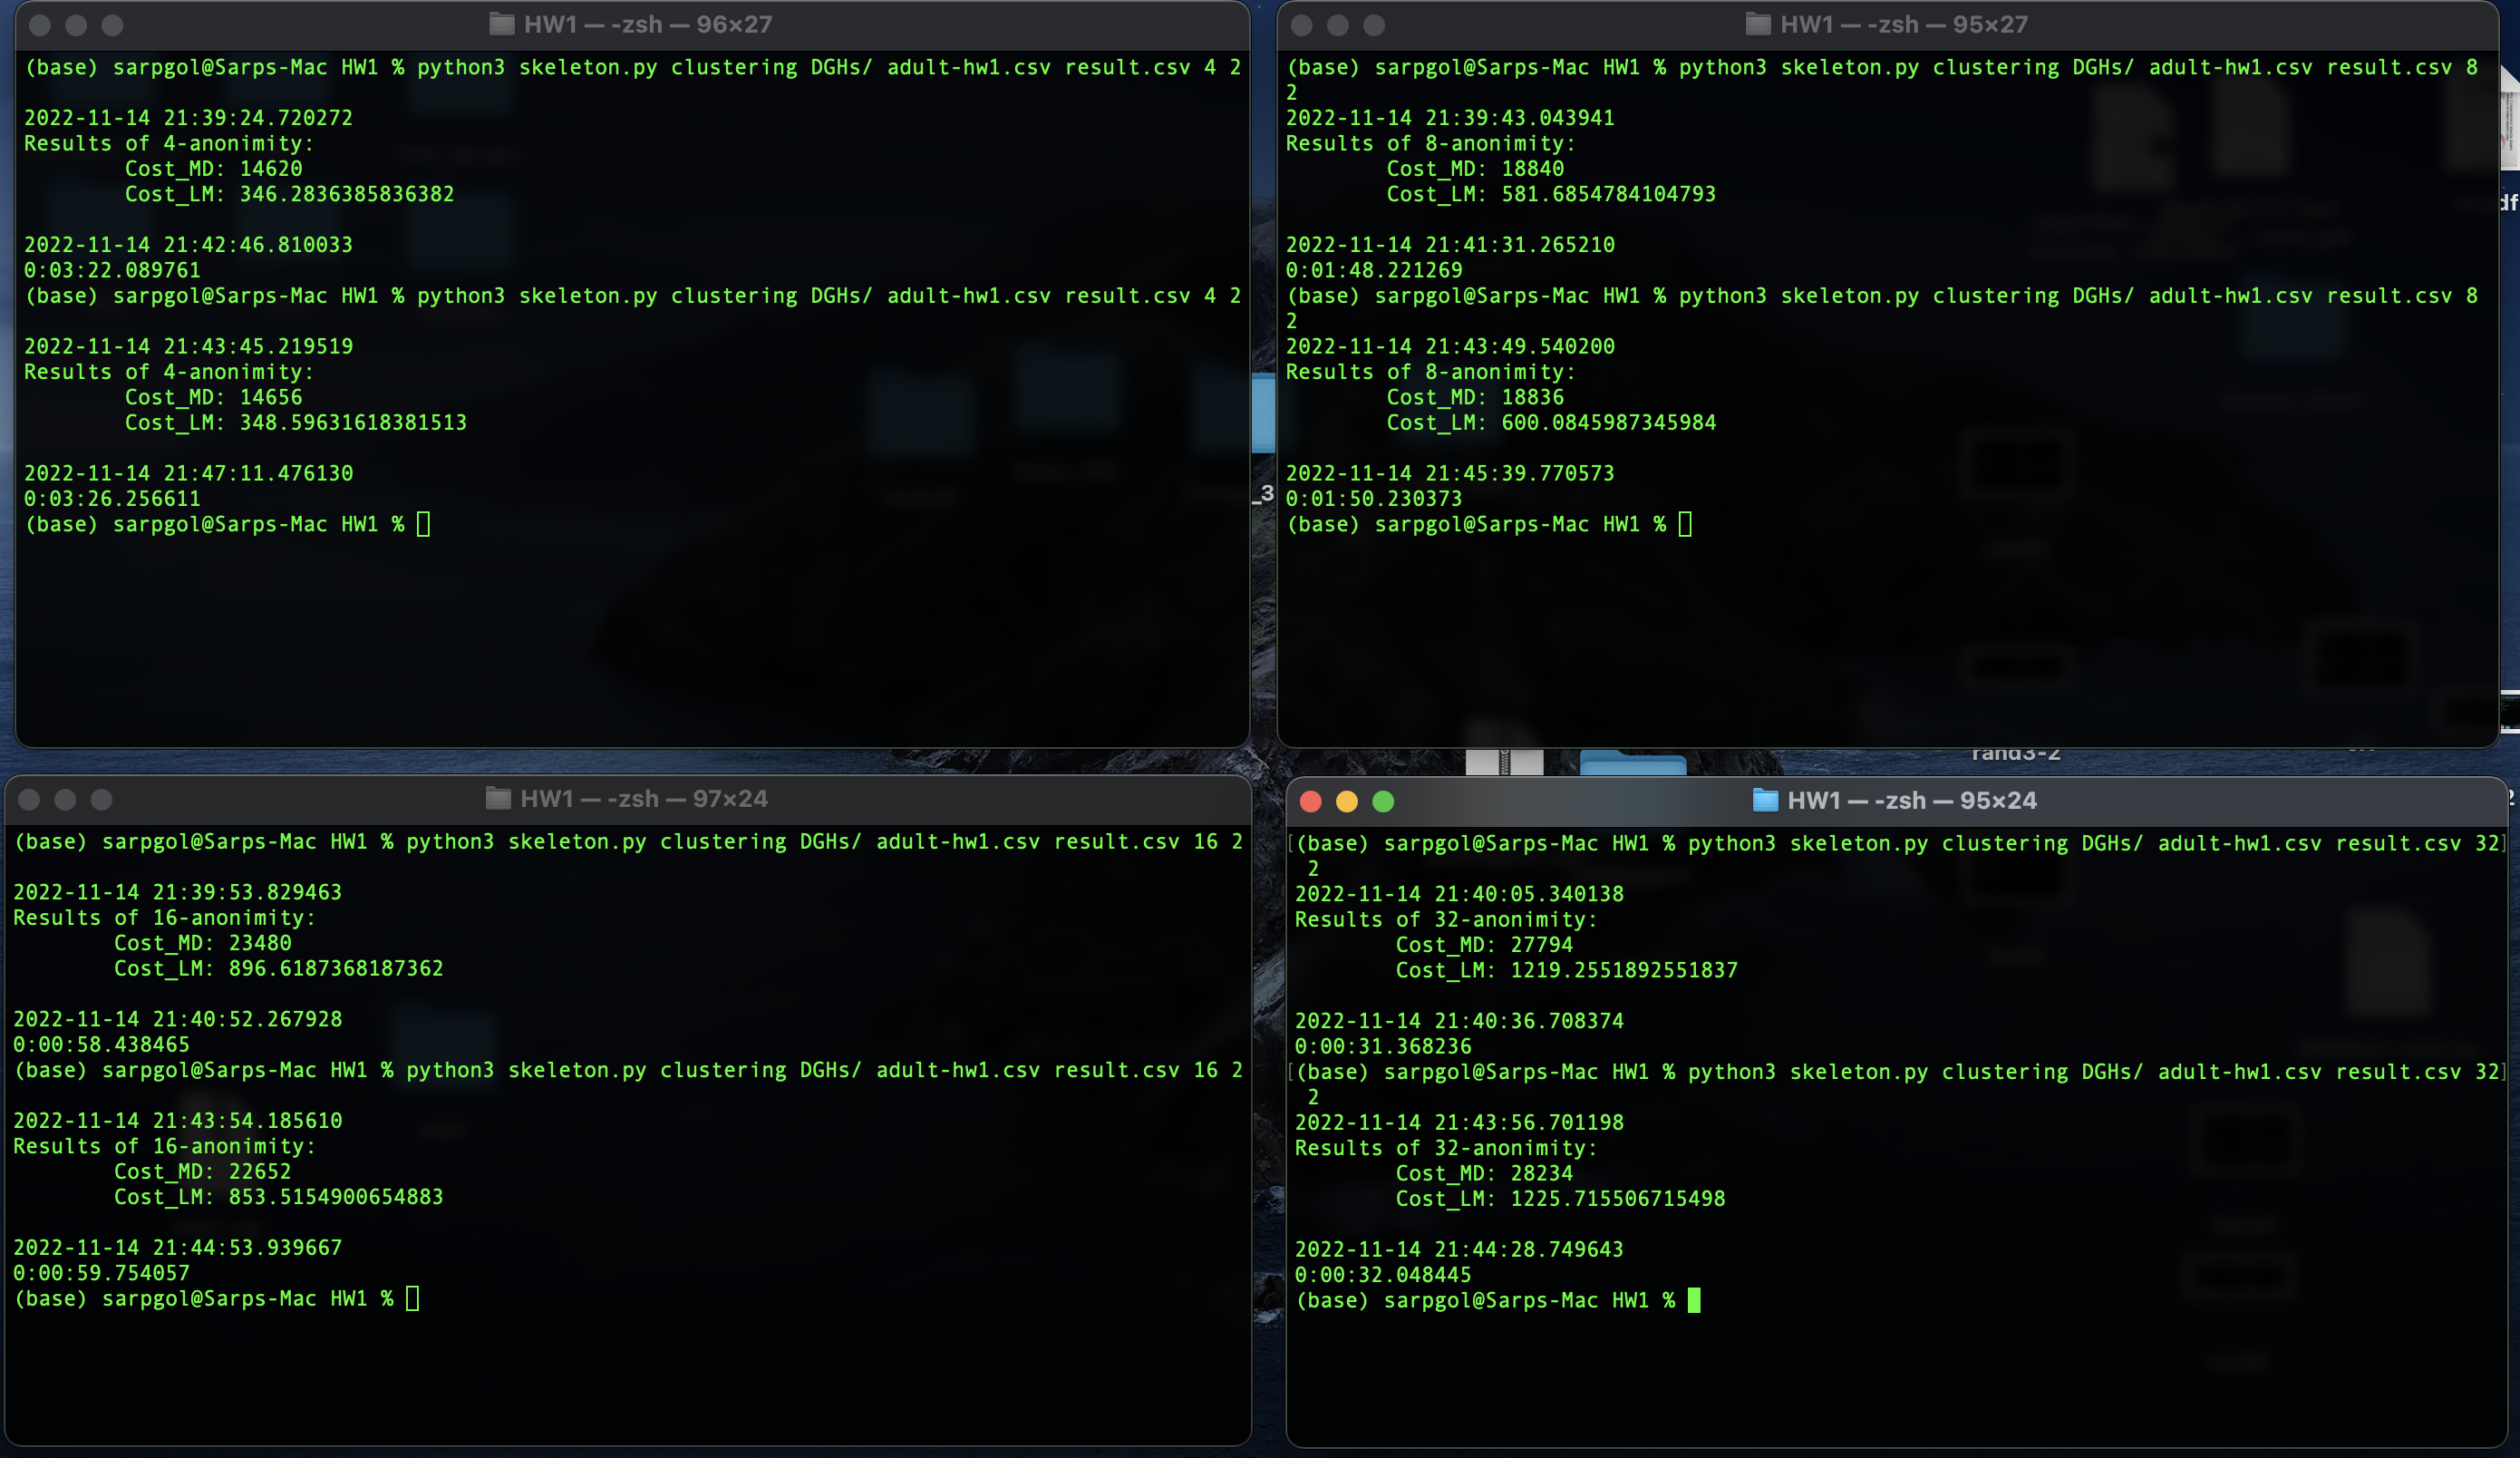 HW1 — -zsh — 96×27
(base) sarpgol@Sarps-Mac HW1 % python3 skeleton.py clustering DGHs/ adult-hw1.csv result.csv 4 2
2022-11-14 21:39:24.720272
Results of 4-anonimity:
Cost_MD: 14620
Cost_LM: 346.2836385836382
2022-11-14 21:42:46.810033
0:03:22.089761
(base) sarpgol@Sarps-Mac HW1 % python3 skeleton.py clustering DGHs/ adult-hw1.csv result.csv 4 2
2022-11-14 21:43:45.219519
Results of 4-anonimity:
Cost_MD: 14656
Cost_LM: 348.59631618381513
2022-11-14 21:47:11.476130
0:03:26.256611
(base) sarpgol@Sarps-Mac HW1 %
HW1 — -zsh — 95×27
(base) sarpgol@Sarps-Mac HW1 % python3 skeleton.py clustering DGHs/ adult-hw1.csv result.csv 8
2
2022-11-14 21:39:43.043941
Results of 8-anonimity:
Cost_MD: 18840
Cost_LM: 581.6854784104793
2022-11-14 21:41:31.265210
0:01:48.221269
(base) sarpgol@Sarps-Mac HW1 % python3 skeleton.py clustering DGHs/ adult-hw1.csv result.csv 8
2
2022-11-14 21:43:49.540200
Results of 8-anonimity:
Cost_MD: 18836
Cost_LM: 600.0845987345984
2022-11-14 21:45:39.770573
0:01:50.230373
(base) sarpgol@Sarps-Mac HW1 %
df
_3
rand3-2
HW1 — -zsh — 97×24
(base) sarpgol@Sarps-Mac HW1 % python3 skeleton.py clustering DGHs/ adult-hw1.csv result.csv 16 2
2022-11-14 21:39:53.829463
Results of 16-anonimity:
Cost_MD: 23480
Cost_LM: 896.6187368187362
2022-11-14 21:40:52.267928
0:00:58.438465
(base) sarpgol@Sarps-Mac HW1 % python3 skeleton.py clustering DGHs/ adult-hw1.csv result.csv 16 2
2022-11-14 21:43:54.185610
Results of 16-anonimity:
Cost_MD: 22652
Cost_LM: 853.5154900654883
2022-11-14 21:44:53.939667
0:00:59.754057
(base) sarpgol@Sarps-Mac HW1 %
HW1 — -zsh — 95×24
[(base) sarpgol@Sarps-Mac HW1 % python3 skeleton.py clustering DGHs/ adult-hw1.csv result.csv 32]
2
2022-11-14 21:40:05.340138
Results of 32-anonimity:
Cost_MD: 27794
Cost_LM: 1219.2551892551837
2022-11-14 21:40:36.708374
0:00:31.368236
[(base) sarpgol@Sarps-Mac HW1 % python3 skeleton.py clustering DGHs/ adult-hw1.csv result.csv 32]
2
2022-11-14 21:43:56.701198
Results of 32-anonimity:
Cost_MD: 28234
Cost_LM: 1225.715506715498
2022-11-14 21:44:28.749643
0:00:32.048445
(base) sarpgol@Sarps-Mac HW1 %